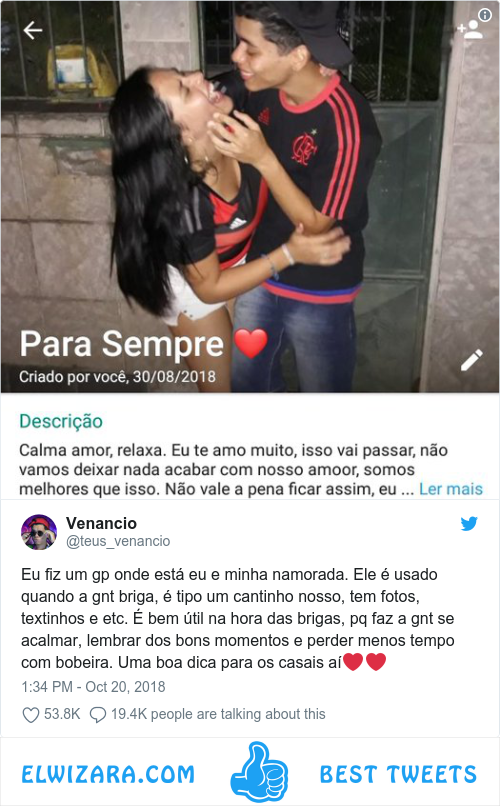 Para Sempre ❤️
Criado por você, 30/08/2018
Descrição
Calma amor, relaxa. Eu te amo muito, isso vai passar, não
vamos deixar nada acabar com nosso amoor, somos
melhores que isso. Não vale a pena ficar assim, eu ... Ler mais
Venancio
@teus_venancio
Eu fiz um gp onde está eu e minha namorada. Ele é usado
quando a gnt briga, é tipo um cantinho nosso, tem fotos,
textinhos e etc. É bem útil na hora das brigas, pq faz a gnt se
acalmar, lembrar dos bons momentos e perder menos tempo
com bobeira. Uma boa dica para os casais aí❤️❤️
1:34 PM - Oct 20, 2018
53.8K 19.4K people are talking about this
ELWIZARA.COM BEST TWEETS